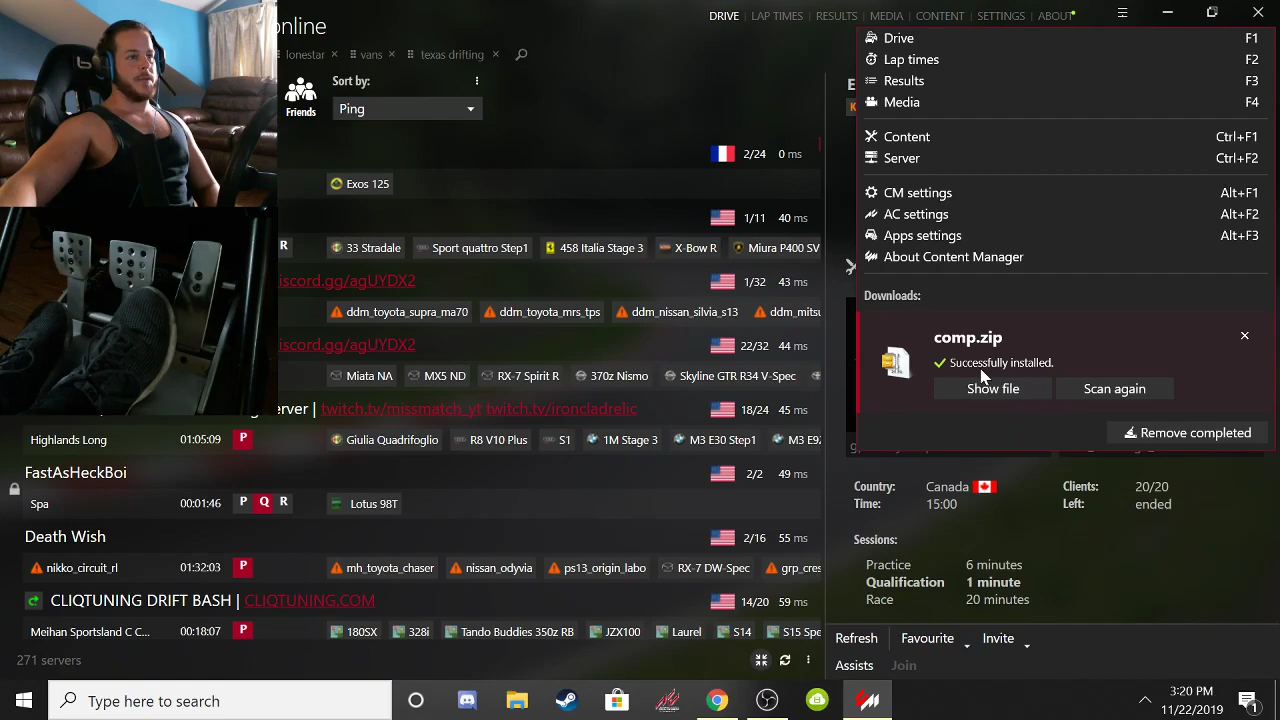 online
DRIVE | LAP TIMES | RESULTS | MEDIA | CONTENT | SETTINGS | ABOUT
lonestar × vans × texas drifting ×
Friends
Sort by:
Ping
2/24 0 ms
Exos 125
1/11 40 ms
R 33 Stradale Sport quattro Step1 458 Italia Stage 3 X-Bow R Miura P400 SV
iscord.gg/agUYDX2 1/32 43 ms
ddm_toyota_supra_ma70 ddm_toyota_mrs_tps ddm_nissan_silvia_s13 ddm_mitsu
iscord.gg/agUYDX2 22/32 44 ms
Miata NA MX5 ND RX-7 Spirit R 370z Nismo Skyline GTR R34 V-Spec
erver | twitch.tv/missmatch_yt twitch.tv/ironcladrelic 18/24 45 ms
Highlands Long 01:05:09 P Giulia Quadrifoglio R8 V10 Plus S1 1M Stage 3 M3 E30 Step1 M3 E92
FastAsHeckBoi 2/2 49 ms
Spa 00:01:46 P Q R Lotus 98T
Death Wish 2/16 55 ms
nikko_circuit_rl 01:32:03 P mh_toyota_chaser nissan_odyvia ps13_origin_labo RX-7 DW-Spec grp_cres
CLIQTUNING DRIFT BASH | CLIQTUNING.COM 14/20 59 ms
Meihan Sportsland C C... 00:18:07 P 180SX 328i Tando Buddies 350z RB JZX100 Laurel S14 S15 Spe
271 servers
Drive F1
Lap times F2
Results F3
Media F4
Content Ctrl+F1
Server Ctrl+F2
CM settings Alt+F1
AC settings Alt+F2
Apps settings Alt+F3
About Content Manager
Downloads:
comp.zip
Successfully installed.
Show file Scan again
Remove completed
Country: Canada Clients: 20/20
Time: 15:00 Left: ended
Sessions:
Practice 6 minutes
Qualification 1 minute
Race 20 minutes
Refresh Favourite Invite
Assists Join
Type here to search
3:20 PM
11/22/2019
1